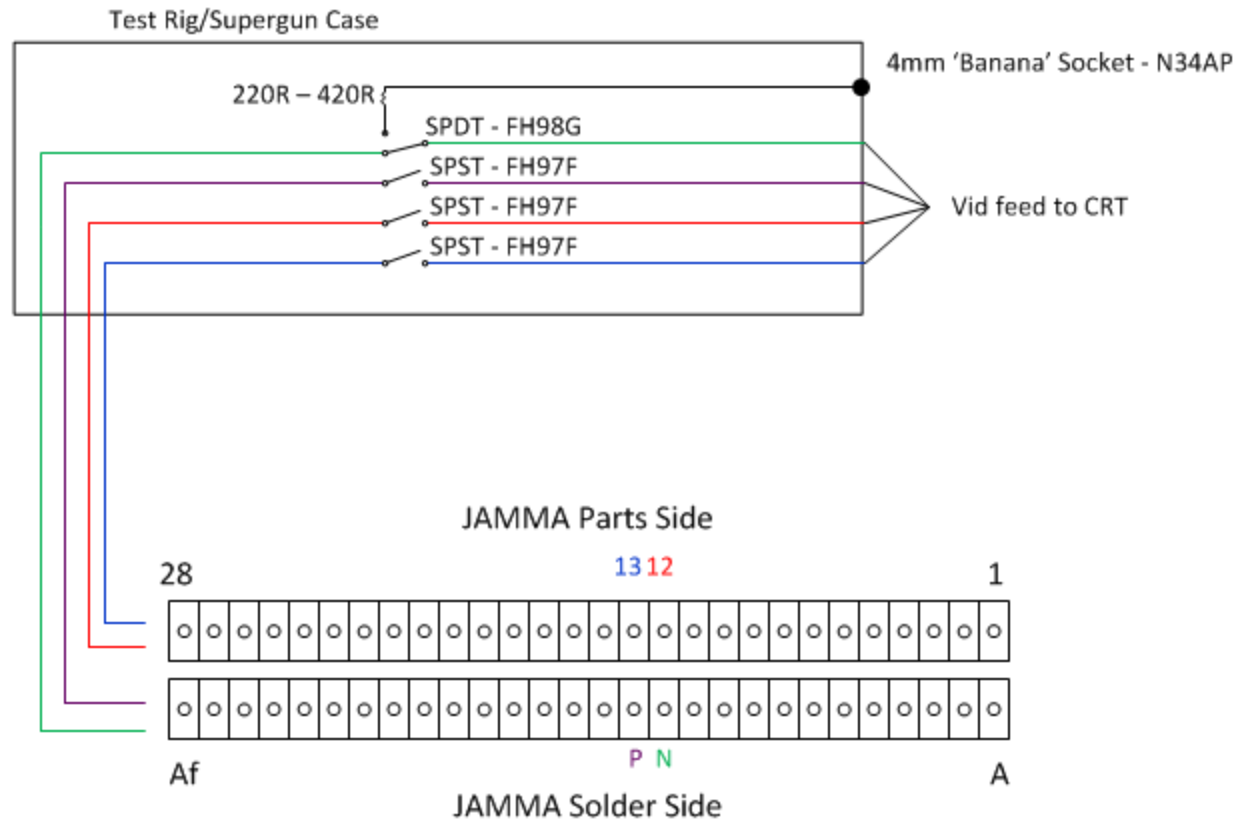 Test Rig/Supergun Case
4mm ‘Banana’ Socket - N34AP
220R – 420R
SPDT - FH98G
SPST - FH97F
SPST - FH97F
Vid feed to CRT
SPST - FH97F
JAMMA Parts Side
13 12
28 1
P N
Af A
JAMMA Solder Side